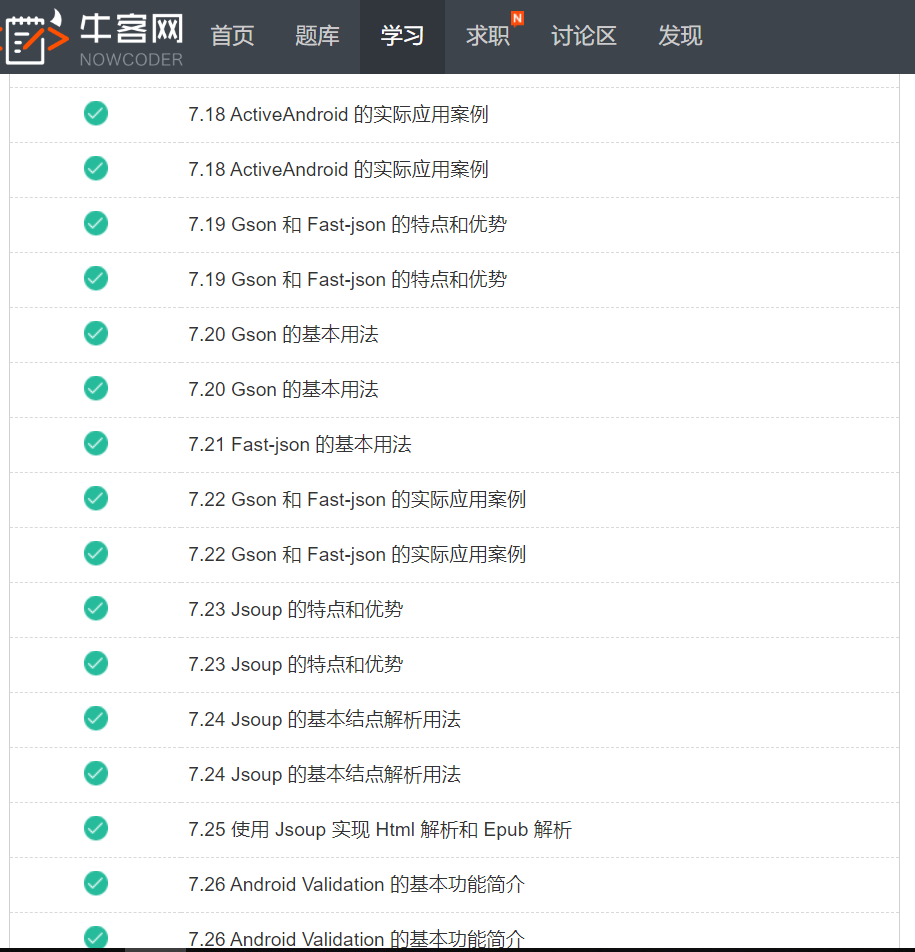 牛客网
NOWCODER
首页 题库 学习 求职 N 讨论区 发现
7.18 ActiveAndroid 的实际应用案例
7.18 ActiveAndroid 的实际应用案例
7.19 Gson 和 Fast-json 的特点和优势
7.19 Gson 和 Fast-json 的特点和优势
7.20 Gson 的基本用法
7.20 Gson 的基本用法
7.21 Fast-json 的基本用法
7.22 Gson 和 Fast-json 的实际应用案例
7.22 Gson 和 Fast-json 的实际应用案例
7.23 Jsoup 的特点和优势
7.23 Jsoup 的特点和优势
7.24 Jsoup 的基本结点解析用法
7.24 Jsoup 的基本结点解析用法
7.25 使用 Jsoup 实现 Html 解析和 Epub 解析
7.26 Android Validation 的基本功能简介
7.26 Android Validation 的基本功能简介